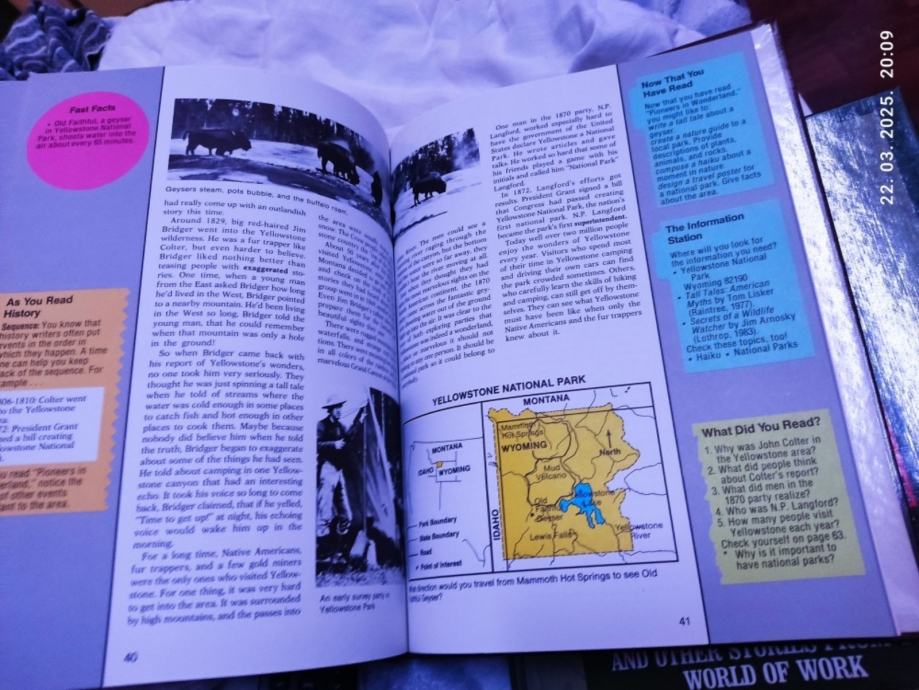 Fast Facts
• Old Faithful, a geyser
in Yellowstone National
Park, shoots water into the
air about every 65 minutes.
As You Read
History
Sequence: You know that
history writers often put
events in the order in
which they happen. A time
line can help you keep
track of the sequence. For
306-1810: Colter went
to the Yellowstone
President Grant
a bill creating
National
read "Pioneers in
notice the
other events
to the area.
Geysers steam, pots bubble, and the buffalo roam.
had really come up with an outlandish
story this time.
Around 1829, big red-haired Jim
Bridger went into the Yellowstone
wilderness. He was a fur trapper like
Colter, but even harder to believe.
Bridger liked nothing better than
teasing people with exaggerated sto-
ries. One time, when a young man
from the East asked Bridger how long
he'd lived in the West, Bridger pointed
to a nearby mountain. He'd been living
in the West so long, Bridger told the
young man, that he could remember
when that mountain was only a hole
in the ground!
So when Bridger came back with
his report of Yellowstone's wonders,
no one took him very seriously. They
thought he was just spinning a tall tale
when he told of streams where the
water was cold enough in some places
to catch fish and hot enough in other
places to cook them. Maybe because
nobody did believe him when he told
the truth, Bridger began to exaggerate
about some of the things he had seen.
He told about camping in one Yellow-
stone canyon that had an interesting
echo. It took his voice so long to come
back, Bridger claimed, that if he yelled,
"Time to get up!" at night, his echoing
voice would wake him up in the
morning.
For a long time, Native Americans,
fur trappers, and a few gold miners
were the only ones who visited Yellow-
stone. For one thing, it was very hard
to get into the area. It was surrounded
by high mountains, and the passes into
An early survey party in
Yellowstone Park
40
One man in the 1870 party, N.P.
Langford, worked especially hard to
have the government of the United
States declare Yellowstone a National
Park. He wrote articles and gave
talks. He worked so hard that some of
his friends played a game with his
initials and called him "National Park"
Langford.
In 1872, Langford's efforts got
results. President Grant signed a bill
that Congress had passed creating
Yellowstone National Park, the nation's
first national park. N.P. Langford
became the park's first superintendent.
Today well over two million people
enjoy the wonders of Yellowstone
every year. Visitors who spend most
of their time in Yellowstone camping
and driving their own cars can find
the park crowded sometimes. Others,
who carefully learn the skills of hiking
and camping, can still get off by them-
selves. They can see what Yellowstone
must have been like when only the
Native Americans and the fur trappers
knew about it.
YELLOWSTONE NATIONAL PARK
MONTANA
IDAHO
WYOMING
Park Boundary
State Boundary
Road
• Point of Interest
MONTANA
Mammoth
Hot Springs
WYOMING
North
Mud
Volcano
Old
Faithful
Geyser
Yellowstone
Lake
Lewis Falls
Yellowstone
River
IDAHO
direction would you travel from Mammoth Hot Springs to see Old
Geyser?
41
Now That You
Have Read
Now that you have read
"Pioneers in Wonderland,"
you might like to:
write a tall tale about a
geyser.
create a nature guide to a
local park. Provide
descriptions of plants,
animals, and rocks.
compose a haiku about a
moment in nature.
design a travel poster for
a national park. Give facts
about the area.
The Information
Station
Where will you look for
the information you need?
• Yellowstone National
Park
Wyoming 82190
• Tall Tales: American
Myths by Tom Lisker
(Raintree, 1977).
• Secrets of a Wildlife
Watcher by Jim Arnosky
(Lothrop, 1983).
Check these topics, too!
• Haiku • National Parks
What Do You Read?
1. Why was John Colter in
the Yellowstone area?
2. What did people think
about Colter's report?
3. What did men in the
1870 party realize?
4. Who was N.P. Langford?
5. How many people visit
Yellowstone each year?
Check yourself on page 63.
• Why is it important to
have national parks?
AND OTHER STORIES FROM
WORLD OF WORK
22. 03. 2025. 20:09